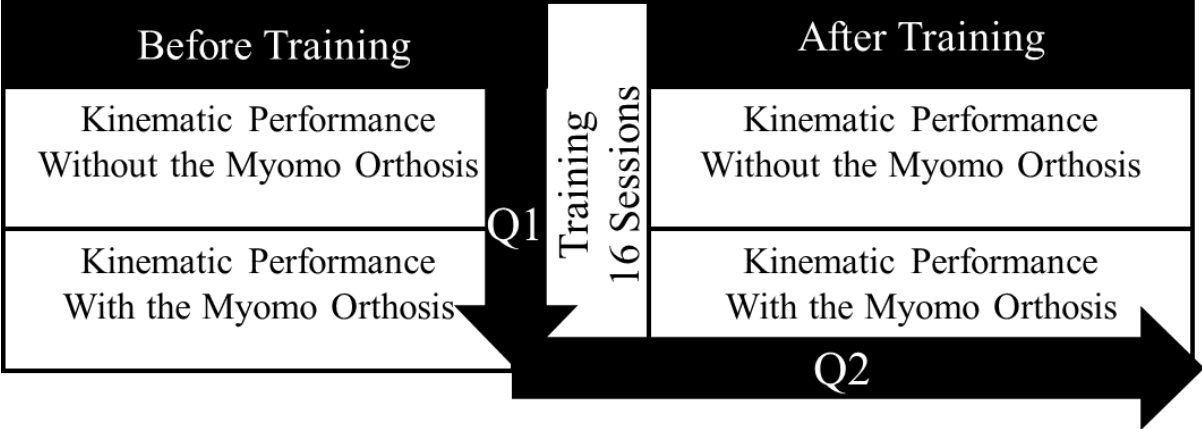 Before Training
Kinematic Performance
Without the Myomo Orthosis
Kinematic Performance
With the Myomo Orthosis
Q1
Training
16 Sessions
After Training
Kinematic Performance
Without the Myomo Orthosis
Kinematic Performance
With the Myomo Orthosis
Q2